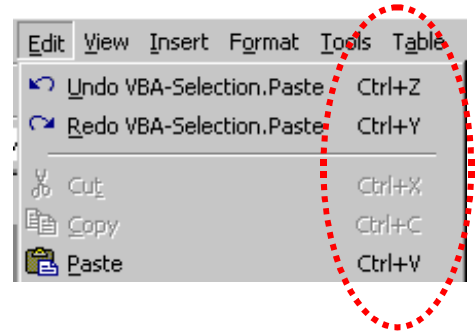 Edit View Insert Format Tools Table
Undo VBA-Selection.Paste Ctrl+Z
Redo VBA-Selection.Paste Ctrl+Y
Cut Ctrl+X
Copy Ctrl+C
Paste Ctrl+V